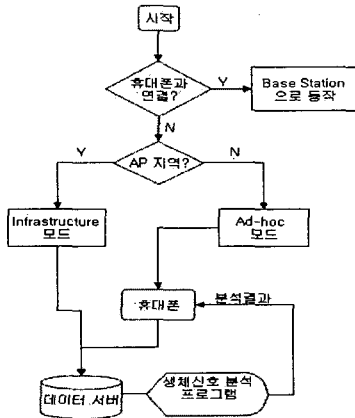 시작
휴대폰과
연결?
Y
Base Station
으로 동작
N
AP 지역?
Y
N
Infrastructure
모드
Ad-hoc
모드
휴대폰
분석결과
데이터 서버
생체신호 분석
프로그램